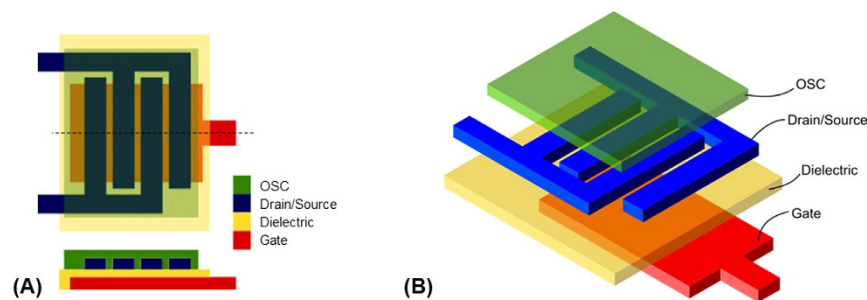 OSC
Drain/Source
Dielectric
Gate
(A)
OSC
Drain/Source
Dielectric
Gate
(B)